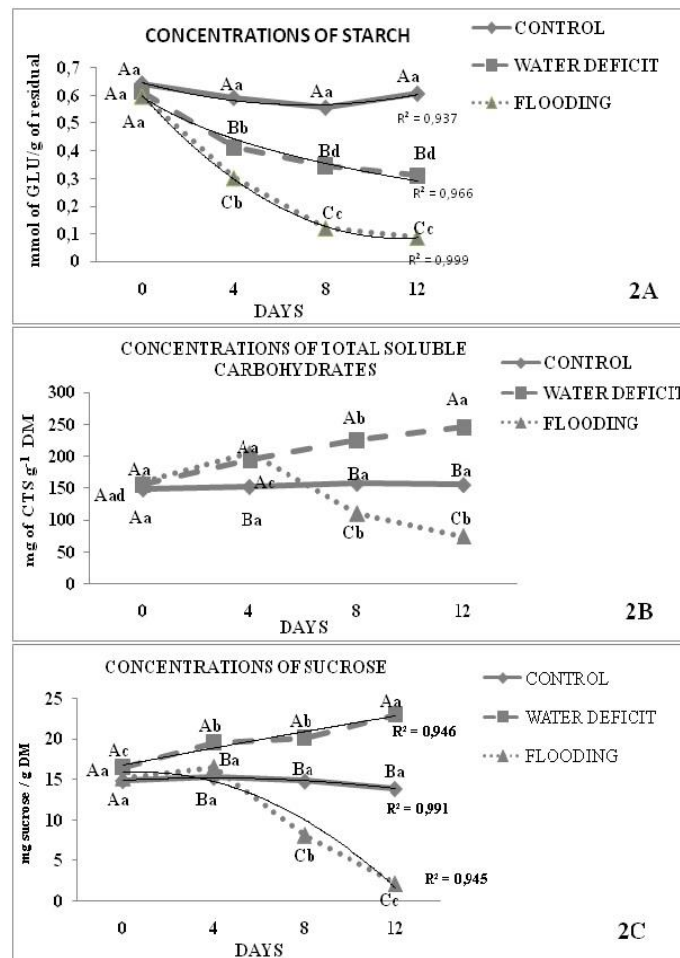 CONCENTRATIONS OF STARCH
CONTROL
WATER DEFICIT
FLOODING
mmol of GLU/g of residual
0,7
0,6
0,5
0,4
0,3
0,2
0,1
0
Aa
Aa
Aa
Aa
Aa
Aa
Bb
Bd
Bd
Cb
Cc
Cc
R² = 0,937
R² = 0,966
R² = 0,999
0 4 8 12
DAYS
2A
CONCENTRATIONS OF TOTAL SOLUBLE
CARBOHYDRATES
CONTROL
WATER DEFICIT
FLOODING
mg of CTS g⁻¹ DM
300
250
200
150
100
50
0
Aa
Aad
Aa
Aa
Ac
Ba
Ab
Ba
Cb
Aa
Ba
Cb
0 4 8 12
DAYS
2B
CONCENTRATIONS OF SUCROSE
CONTROL
WATER DEFICIT
FLOODING
mg sucrose / g DM
25
20
15
10
5
0
Ac
Aa
Aa
Ab
Ba
Ba
Ab
Ba
Cb
Aa
Ba
Cc
R² = 0,946
R² = 0,991
R² = 0,945
0 4 8 12
DAYS
2C